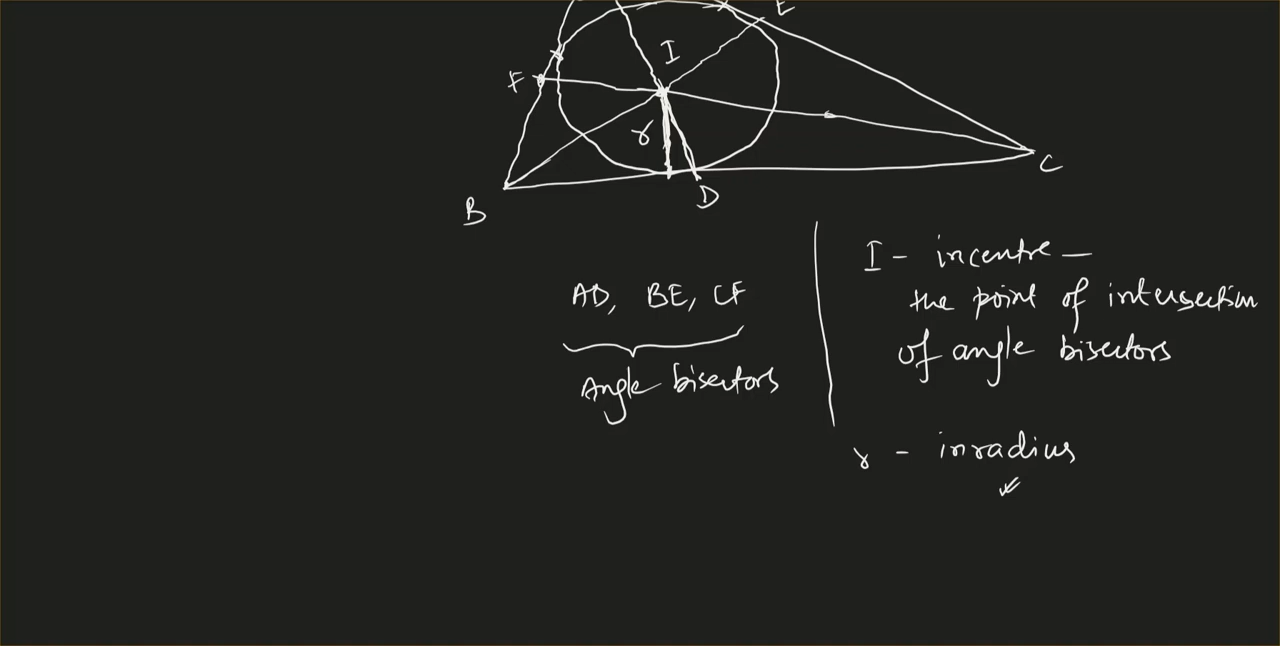 E
I
F
r
C
D
B
I - incentre -
AD, BE, CF
the point of intersection
of angle bisectors
Angle bisectors
r - inradius